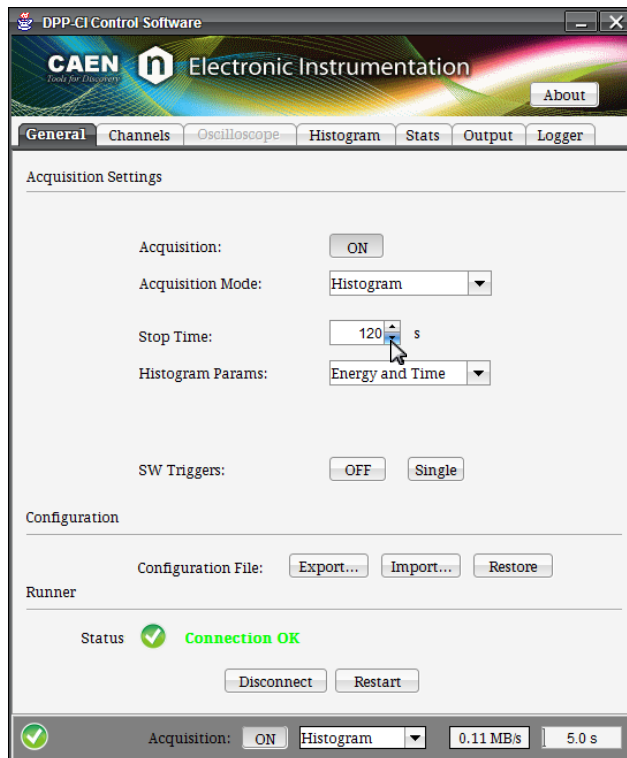 DPP-CI Control Software
CAEN n Electronic Instrumentation
Tools for Discovery
About
General Channels Oscilloscope Histogram Stats Output Logger
Acquisition Settings
Acquisition: ON
Acquisition Mode: Histogram
Stop Time: 120 s
Histogram Params: Energy and Time
SW Triggers: OFF Single
Configuration
Configuration File: Export... Import... Restore
Runner
Status Connection OK
Disconnect Restart
Acquisition: ON Histogram 0.11 MB/s 5.0 s